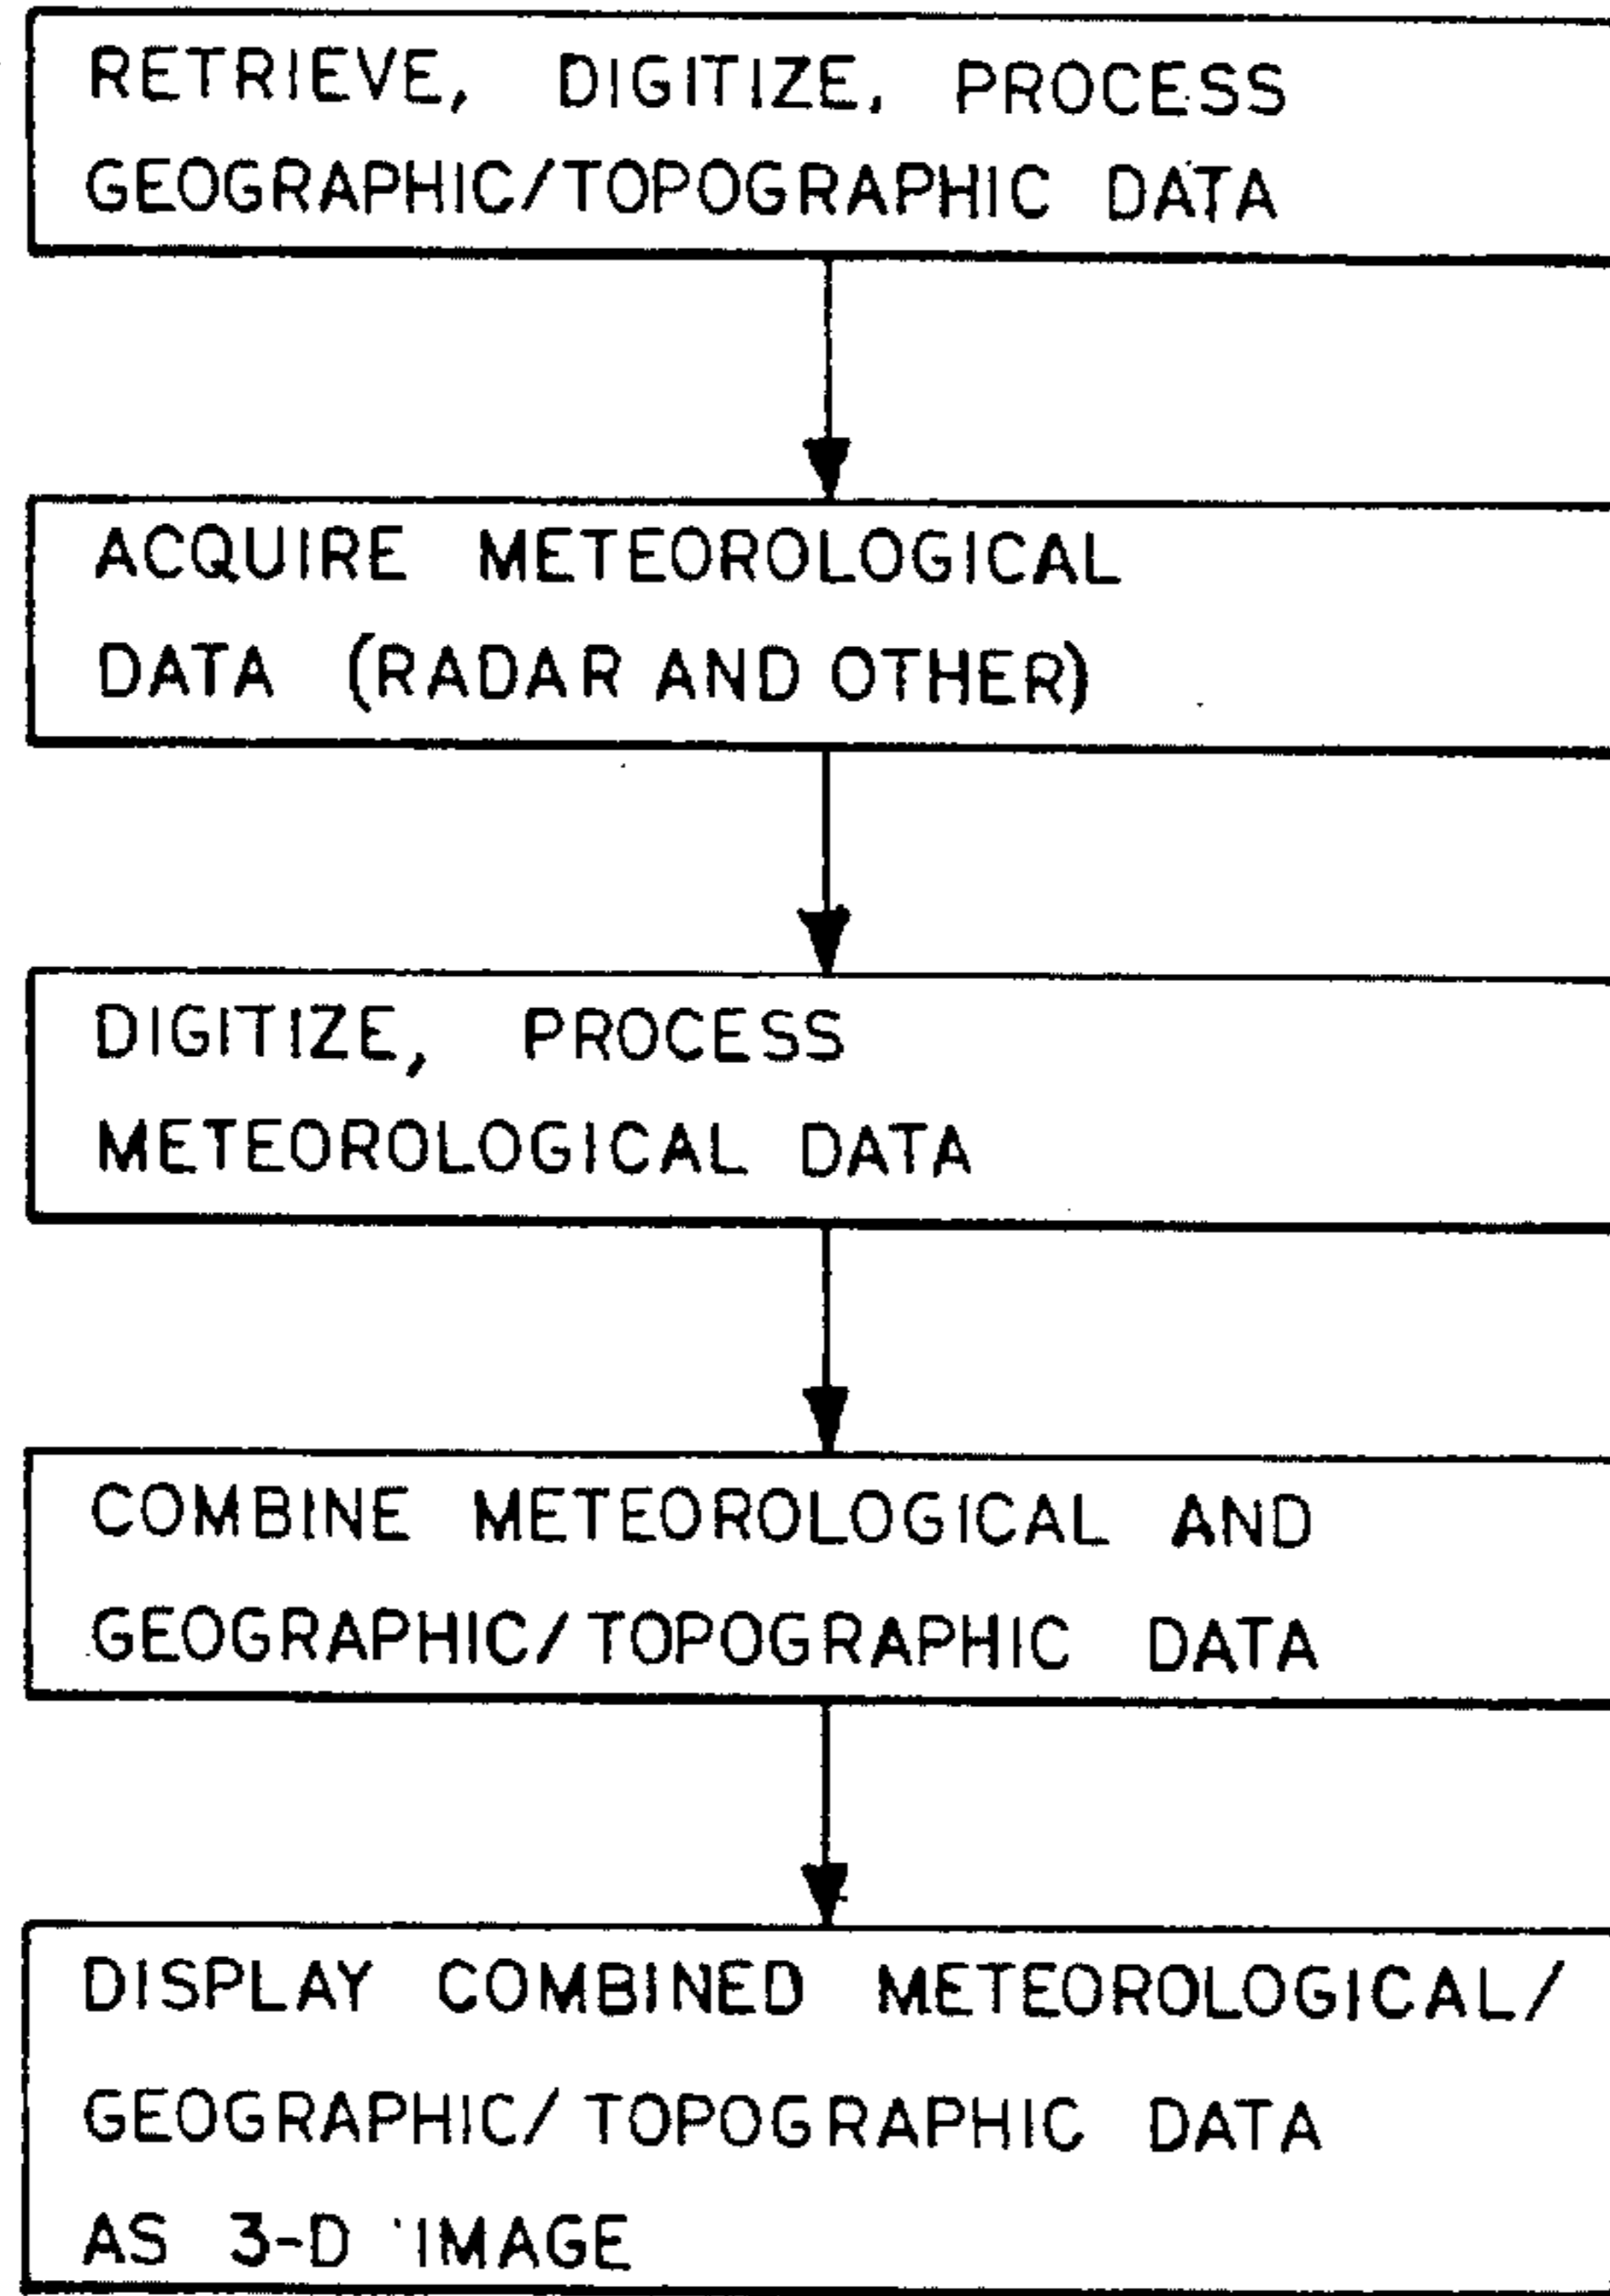 RETRIEVE, DIGITIZE, PROCESS
GEOGRAPHIC/TOPOGRAPHIC DATA
ACQUIRE METEOROLOGICAL
DATA (RADAR AND OTHER)
DIGITIZE, PROCESS
METEOROLOGICAL DATA
COMBINE METEOROLOGICAL AND
GEOGRAPHIC/TOPOGRAPHIC DATA
DISPLAY COMBINED METEOROLOGICAL/
GEOGRAPHIC/TOPOGRAPHIC DATA
AS 3-D IMAGE